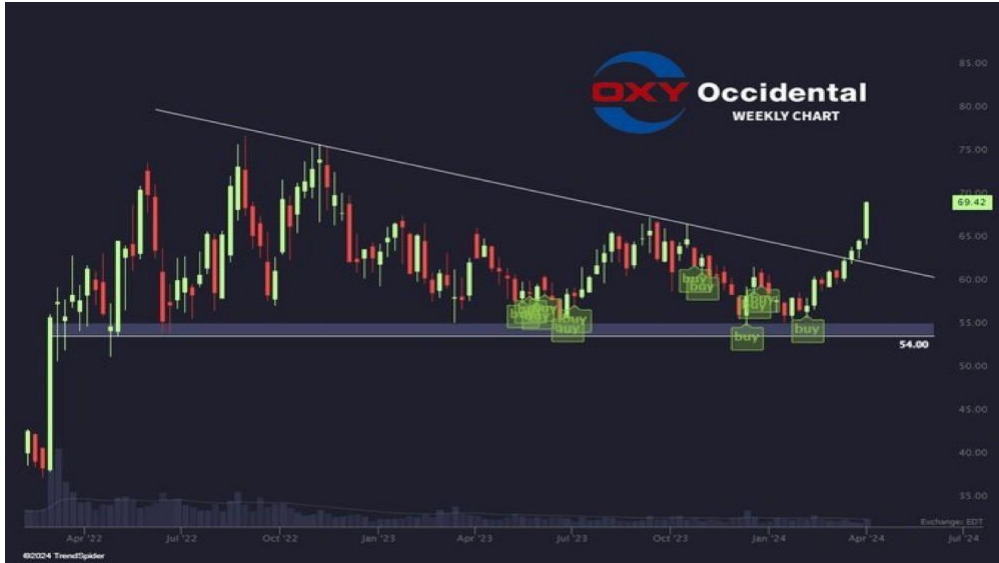 OXY Occidental
WEEKLY CHART
85.00
80.00
75.00
70.00
69.42
65.00
60.00
55.00
50.00
45.00
40.00
35.00
buy
buy
buy
buy
buy
buy
buy
buy
buy
54.00
Exchange: EDT
Apr '22
Jul '22
Oct '22
Jan '23
Apr '23
Jul '23
Oct '23
Jan '24
Apr '24
Jul '24
©2024 TrendSpider